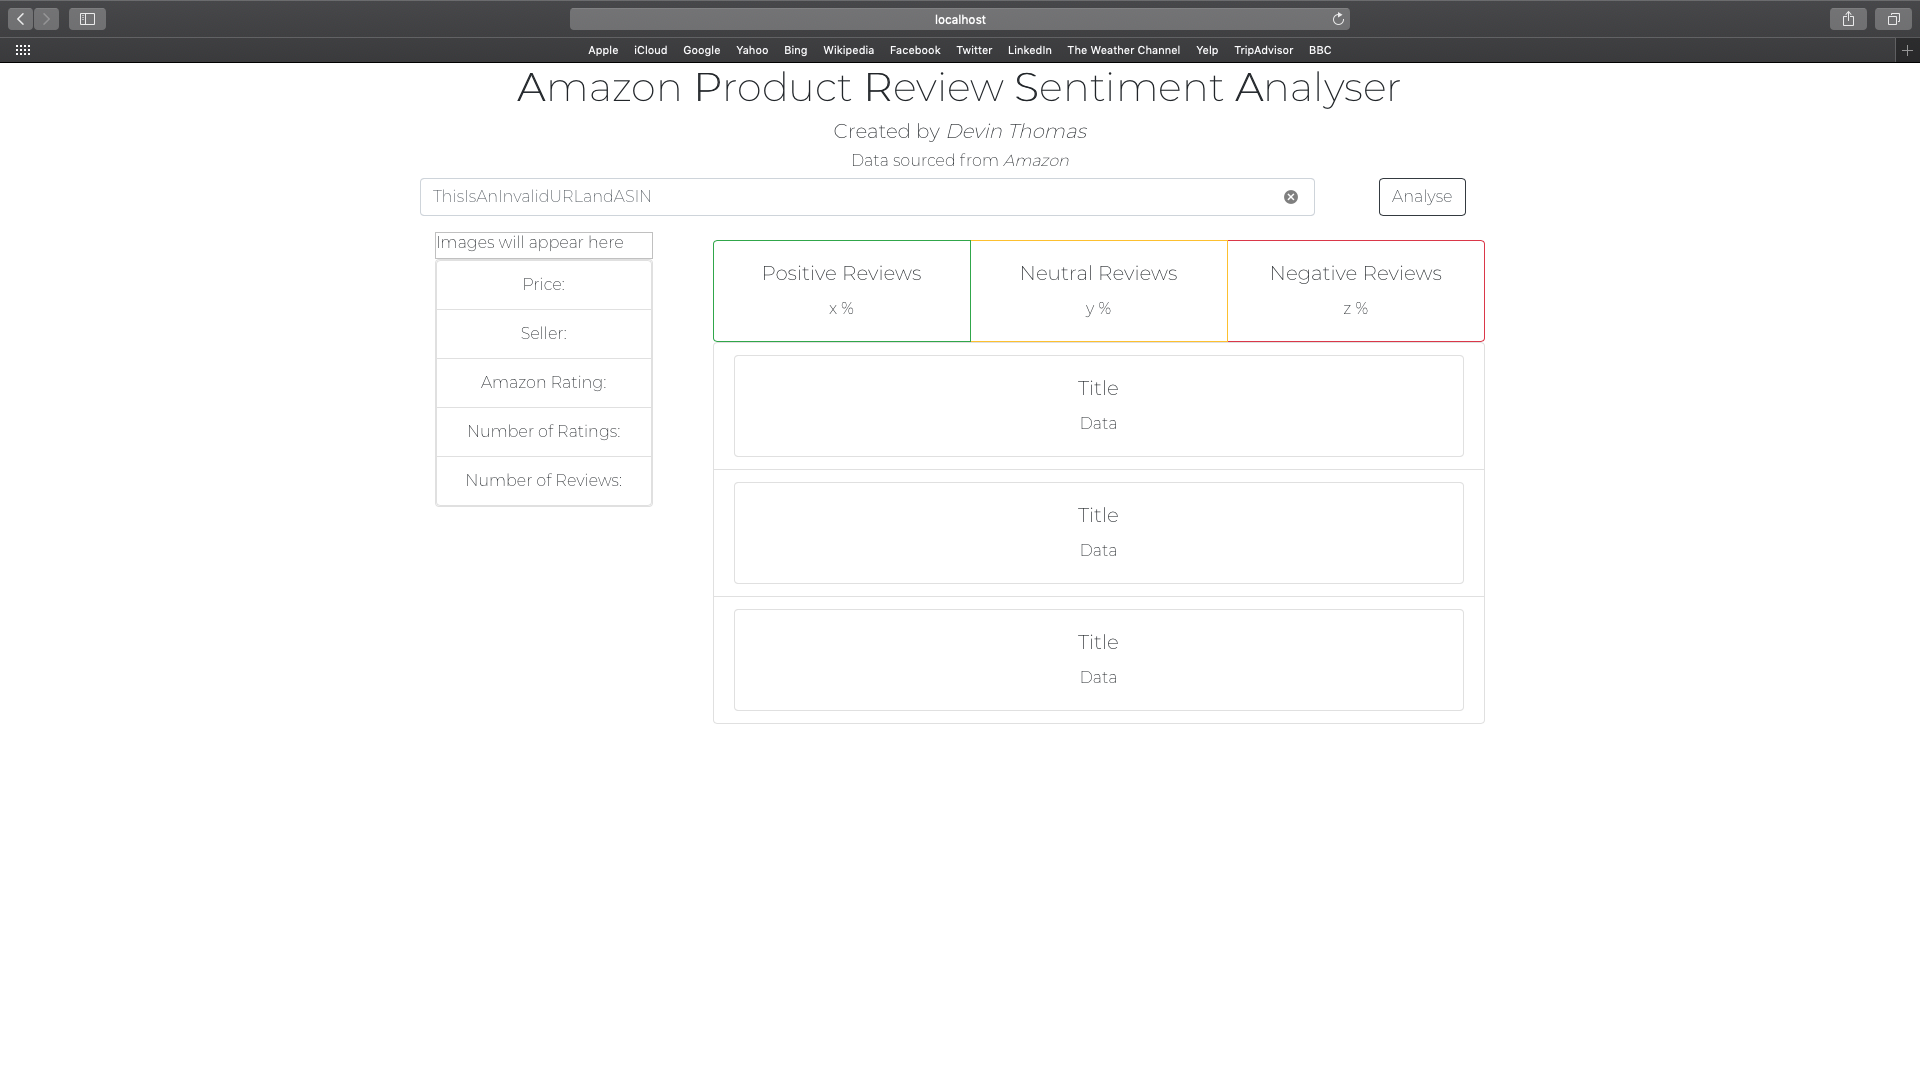 localhost
Apple iCloud Google Yahoo Bing Wikipedia Facebook Twitter LinkedIn The Weather Channel Yelp TripAdvisor BBC
Amazon Product Review Sentiment Analyser
Created by Devin Thomas
Data sourced from Amazon
ThisIsAnInvalidURLandASIN
Analyse
Images will appear here
Price:
Seller:
Amazon Rating:
Number of Ratings:
Number of Reviews:
Positive Reviews
x %
Neutral Reviews
y %
Negative Reviews
z %
Title
Data
Title
Data
Title
Data